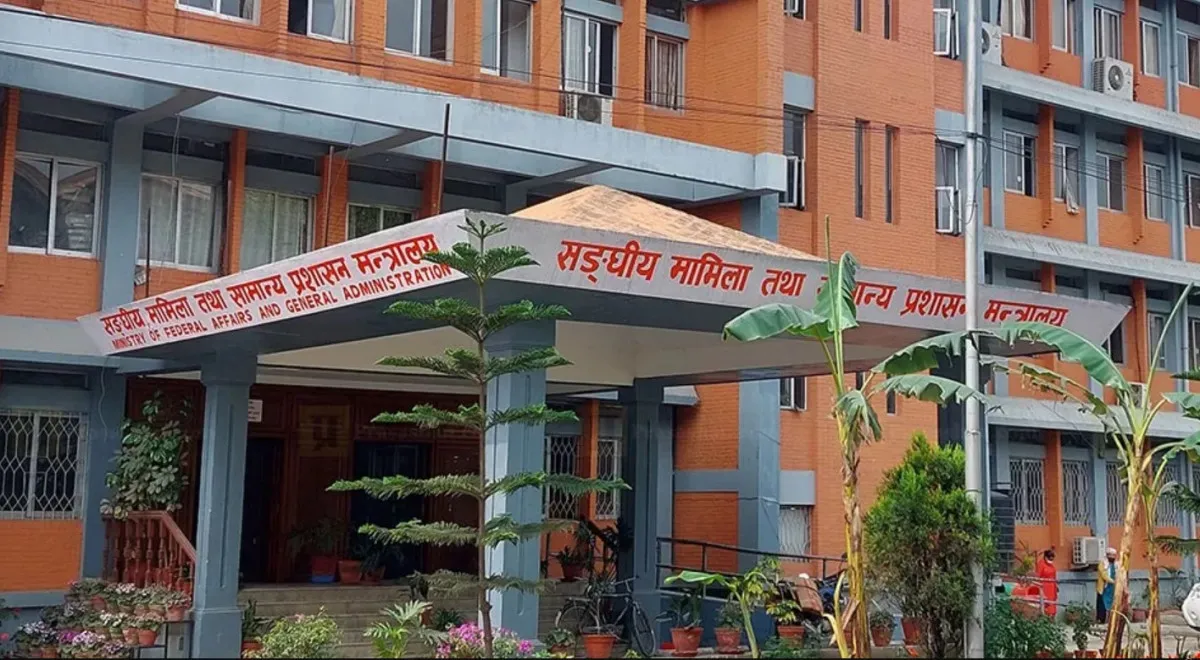 सङ्घीय मामिला तथा सामान्य प्रशासन मन्त्रालय
MINISTRY OF FEDERAL AFFAIRS AND GENERAL ADMINISTRATION
सङ्घीय मामिला तथा सामान्य प्रशासन मन्त्रालय